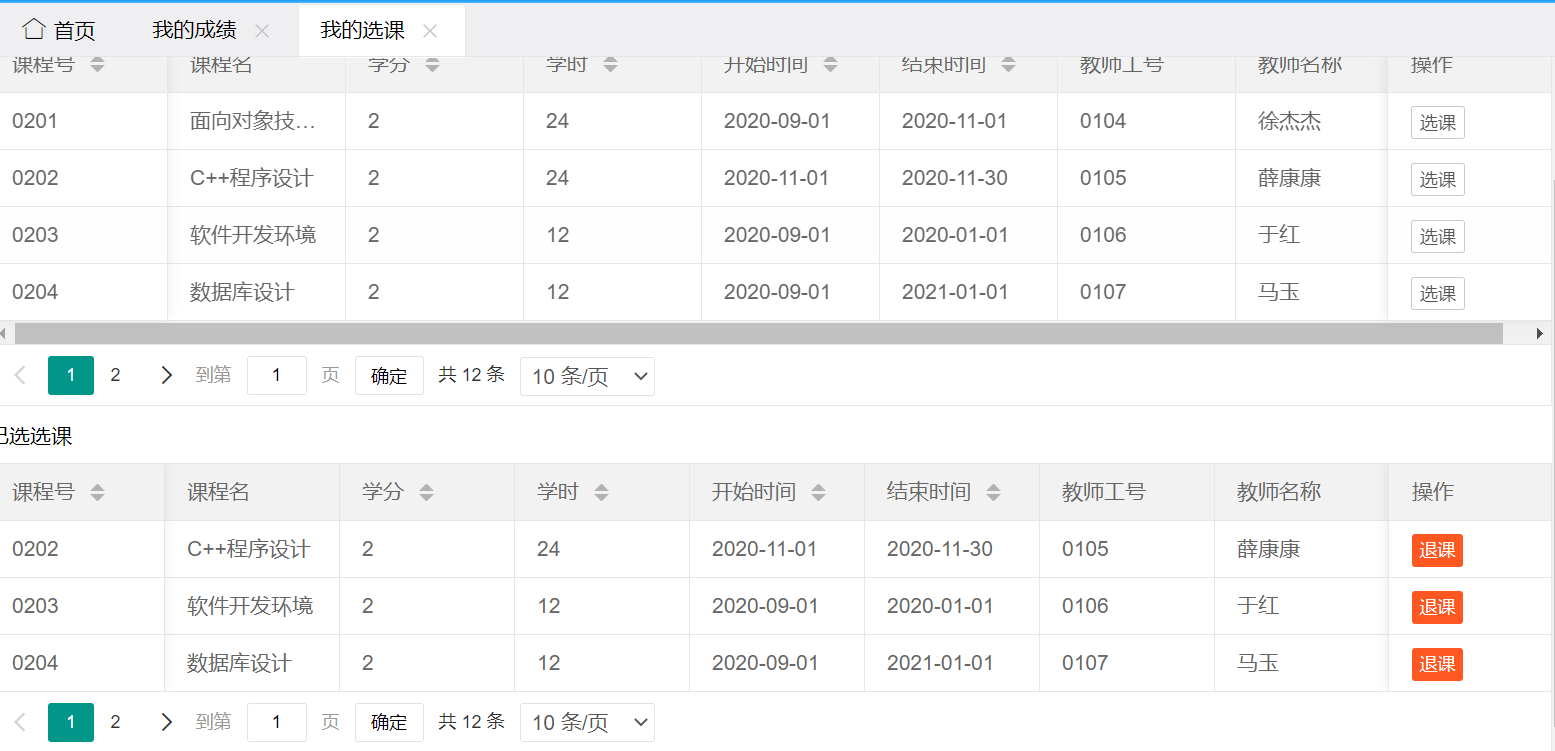 首页 我的成绩 我的选课
课程号 课程名 学分 学时 开始时间 结束时间 教师工号 教师名称 操作
0201 面向对象技... 2 24 2020-09-01 2020-11-01 0104 徐杰杰 选课
0202 C++程序设计 2 24 2020-11-01 2020-11-30 0105 薛康康 选课
0203 软件开发环境 2 12 2020-09-01 2020-01-01 0106 于红 选课
0204 数据库设计 2 12 2020-09-01 2021-01-01 0107 马玉 选课
1 2 到第 1 页 确定 共 12 条 10 条/页
已选选课
课程号 课程名 学分 学时 开始时间 结束时间 教师工号 教师名称 操作
0202 C++程序设计 2 24 2020-11-01 2020-11-30 0105 薛康康 退课
0203 软件开发环境 2 12 2020-09-01 2020-01-01 0106 于红 退课
0204 数据库设计 2 12 2020-09-01 2021-01-01 0107 马玉 退课
1 2 到第 1 页 确定 共 12 条 10 条/页